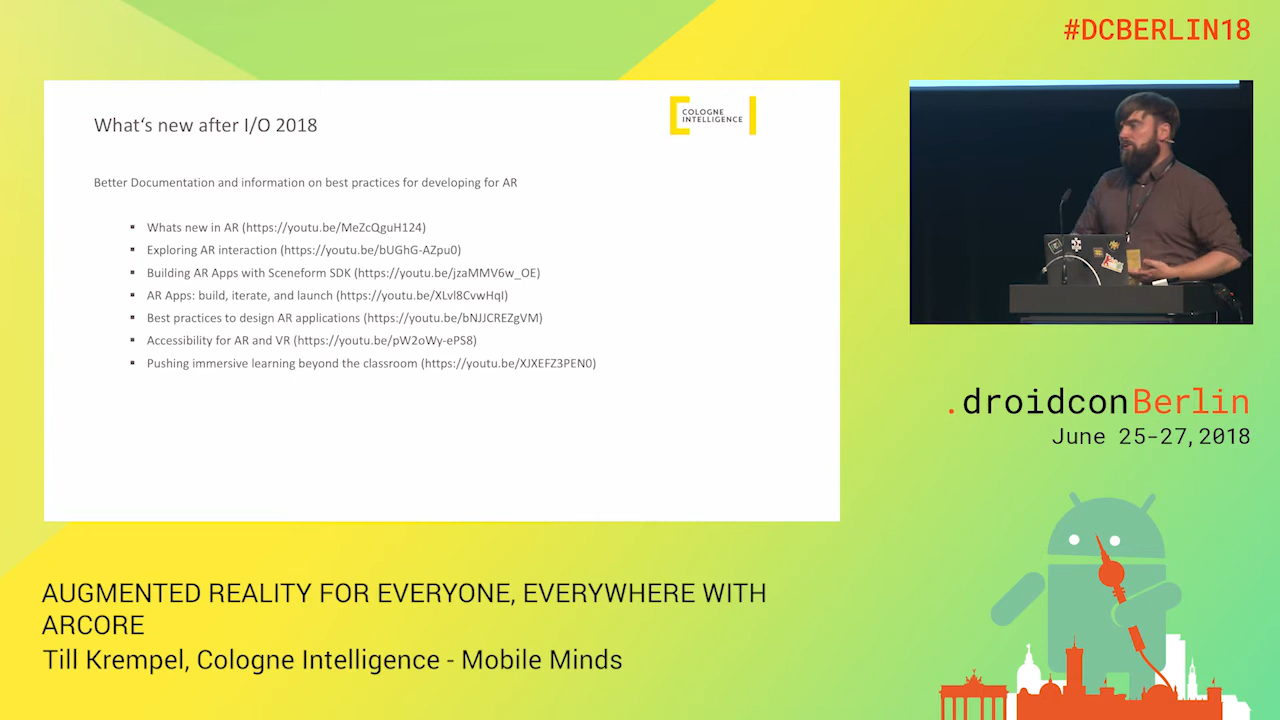 #DCBERLIN18
What's new after I/O 2018
COLOGNE
INTELLIGENCE
Better Documentation and information on best practices for developing for AR
▪ Whats new in AR (https://youtu.be/MeZcQguH124)
▪ Exploring AR interaction (https://youtu.be/bUGhG-AZpu0)
▪ Building AR Apps with Sceneform SDK (https://youtu.be/jzaMMV6w_OE)
▪ AR Apps: build, iterate, and launch (https://youtu.be/XLvl8CvwHqI)
▪ Best practices to design AR applications (https://youtu.be/bNJJCREZgVM)
▪ Accessibility for AR and VR (https://youtu.be/pW2oWy-ePS8)
▪ Pushing immersive learning beyond the classroom (https://youtu.be/XJXEFZ3PEN0)
.droidconBerlin
June 25-27,2018
AUGMENTED REALITY FOR EVERYONE, EVERYWHERE WITH
ARCORE
Till Krempel, Cologne Intelligence - Mobile Minds